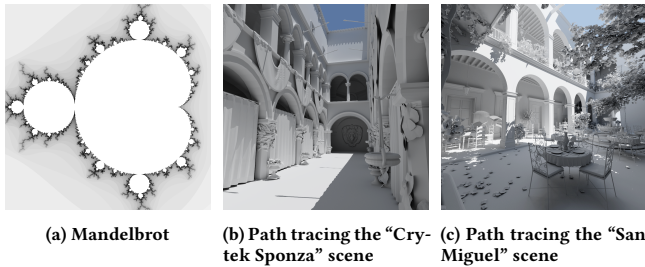 (a) Mandelbrot
(b) Path tracing the “Cry-
tek Sponza” scene
(c) Path tracing the “San
Miguel” scene